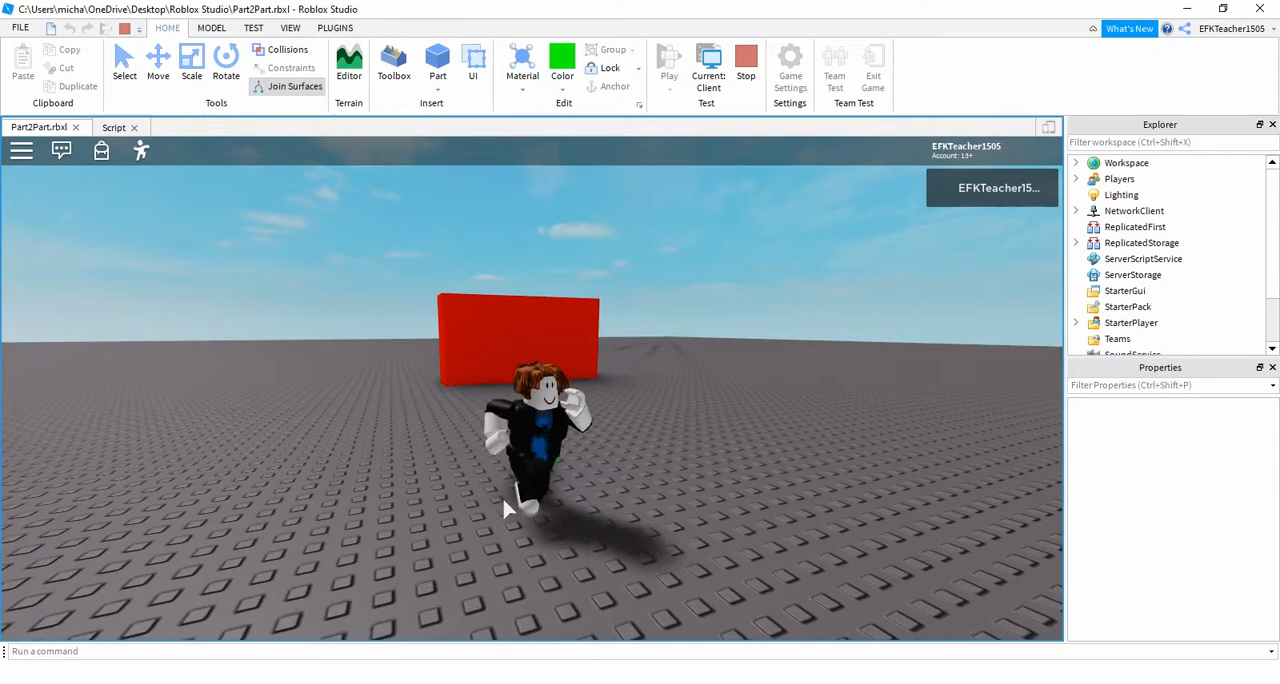 C:\Users\micha\OneDrive\Desktop\Roblox Studio\Part2Part.rbxl - Roblox Studio
FILE HOME MODEL TEST VIEW PLUGINS What's New EFKTeacher1505
Paste Copy Cut Duplicate
Clipboard
Select Move Scale Rotate Collisions Constraints Join Surfaces
Tools
Editor
Terrain
Toolbox Part UI
Insert
Material Color Group Lock Anchor
Edit
Play Current: Client Stop
Test
Game Settings
Settings
Team Test Exit Game
Team Test
Part2Part.rbxl Script
EFKTeacher1505
Account: 13+
EFKTeacher15...
Explorer
Filter workspace (Ctrl+Shift+X)
Workspace
Players
Lighting
NetworkClient
ReplicatedFirst
ReplicatedStorage
ServerScriptService
ServerStorage
StarterGui
StarterPack
StarterPlayer
Teams
SoundService
Properties
Filter Properties (Ctrl+Shift+P)
Run a command